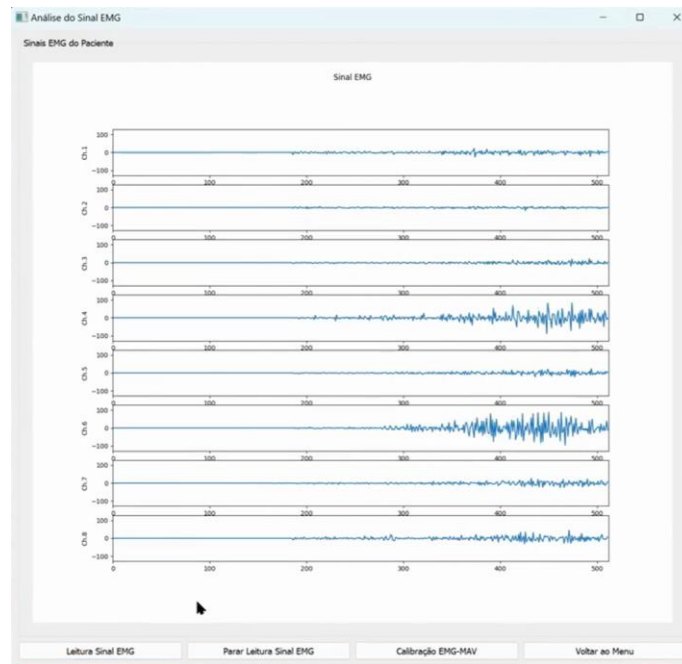 Análise do Sinal EMG
Sinais EMG do Paciente
Sinal EMG
Ch.1
100
0
−100
0 100 200 300 400 500
Ch.2
100
0
−100
0 100 200 300 400 500
Ch.3
100
0
−100
0 100 200 300 400 500
Ch.4
100
0
−100
0 100 200 300 400 500
Ch.5
100
0
−100
0 100 200 300 400 500
Ch.6
100
0
−100
0 100 200 300 400 500
Ch.7
100
0
−100
0 100 200 300 400 500
Ch.8
100
0
−100
0 100 200 300 400 500
Leitura Sinal EMG Parar Leitura Sinal EMG Calibração EMG-MAV Voltar ao Menu